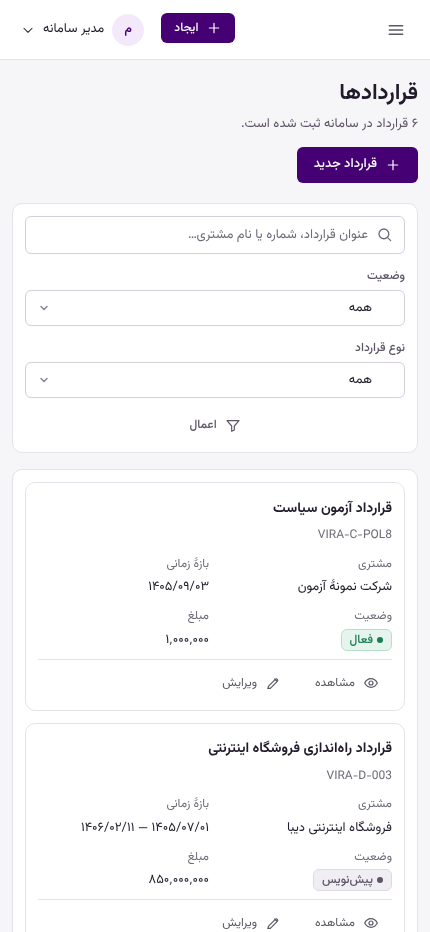 ایجاد
م
مدیر سامانه
قراردادها
۶ قرارداد در سامانه ثبت شده است.
قرارداد جدید
عنوان قرارداد، شماره یا نام مشتری...
وضعیت
همه
نوع قرارداد
همه
اعمال
قرارداد آزمون سیاست
VIRA-C-POL8
مشتری
بازهٔ زمانی
شرکت نمونهٔ آزمون
۱۴۰۵/۰۹/۰۳
وضعیت
مبلغ
فعال
۱,۰۰۰,۰۰۰
مشاهده
ویرایش
قرارداد راه‌اندازی فروشگاه اینترنتی
VIRA-D-003
مشتری
بازهٔ زمانی
فروشگاه اینترنتی دیبا
۱۴۰۵/۰۷/۰۱ — ۱۴۰۶/۰۲/۱۱
وضعیت
مبلغ
پیش‌نویس
۸۵۰,۰۰۰,۰۰۰
مشاهده
ویرایش